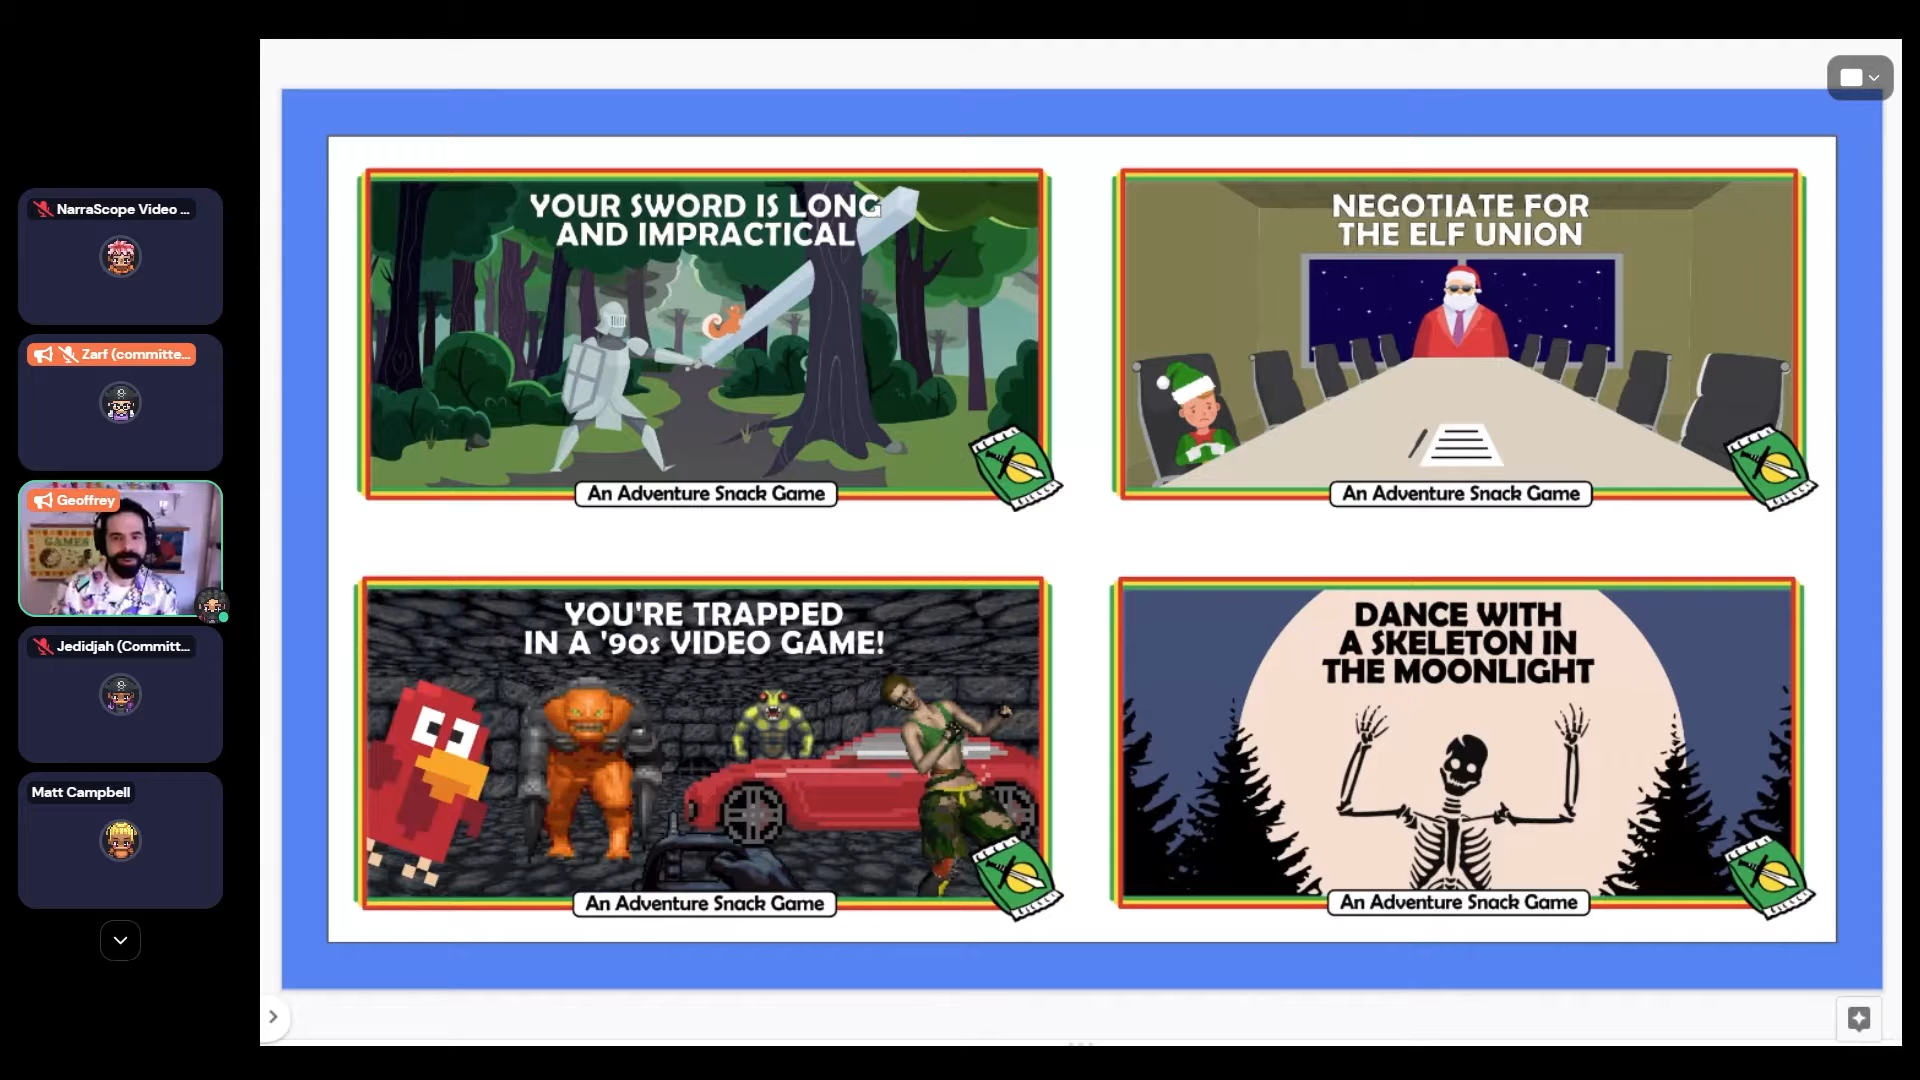 NarraScope Video ...
Zarf (committe...
Geoffrey
GAMES
Jedidjah (Committ...
Matt Campbell
YOUR SWORD IS LONG
AND IMPRACTICAL
An Adventure Snack Game
NEGOTIATE FOR
THE ELF UNION
An Adventure Snack Game
YOU'RE TRAPPED
IN A '90s VIDEO GAME!
An Adventure Snack Game
DANCE WITH
A SKELETON IN
THE MOONLIGHT
An Adventure Snack Game